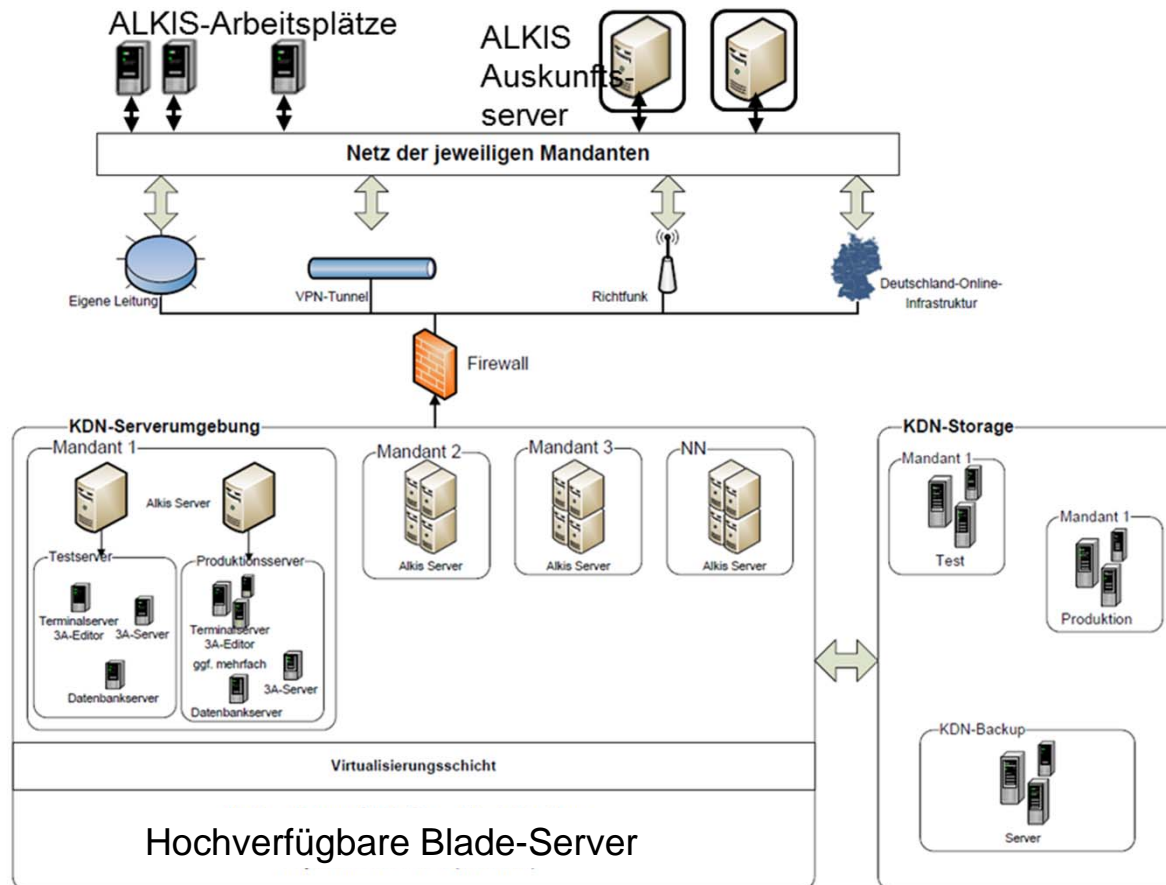 ALKIS-Arbeitsplätze
ALKIS
Auskunfts-
server
Netz der jeweiligen Mandanten
Eigene Leitung
VPN-Tunnel
Richtfunk
Deutschland-Online-
Infrastruktur
Firewall
KDN-Serverumgebung
Mandant 1
Alkis Server
Testserver
Terminalserver
3A-Editor
3A-Server
Datenbankserver
Produktionsserver
Terminalserver
3A-Editor
ggf. mehrfach
3A-Server
Datenbankserver
Mandant 2
Alkis Server
Mandant 3
Alkis Server
NN
Alkis Server
Virtualisierungsschicht
Hochverfügbare Blade-Server
KDN-Storage
Mandant 1
Test
Mandant 1
Produktion
KDN-Backup
Server